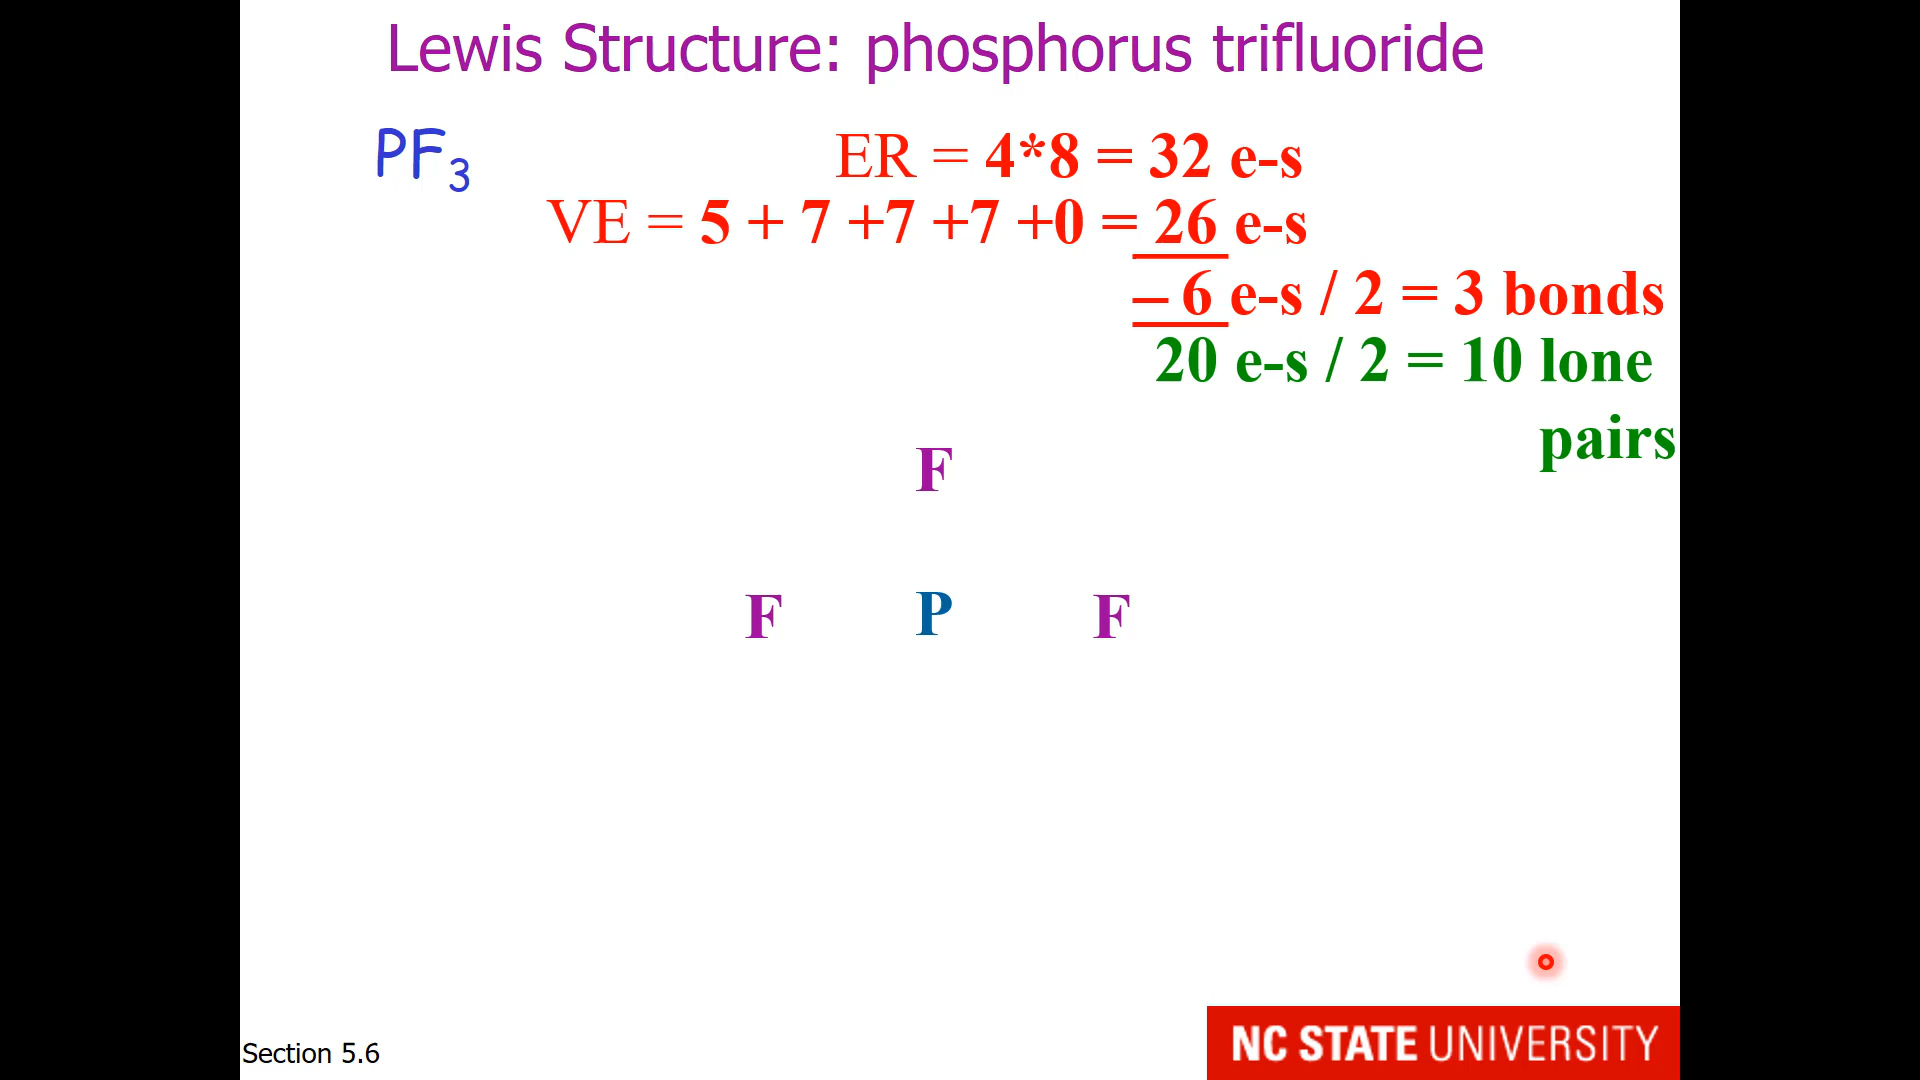 Lewis Structure: phosphorus trifluoride
PF₃
ER = 4*8 = 32 e-s
VE = 5 + 7 +7 +7 +0 = 26 e-s
– 6 e-s / 2 = 3 bonds
20 e-s / 2 = 10 lone
pairs
F
F P F
Section 5.6
NC STATE UNIVERSITY